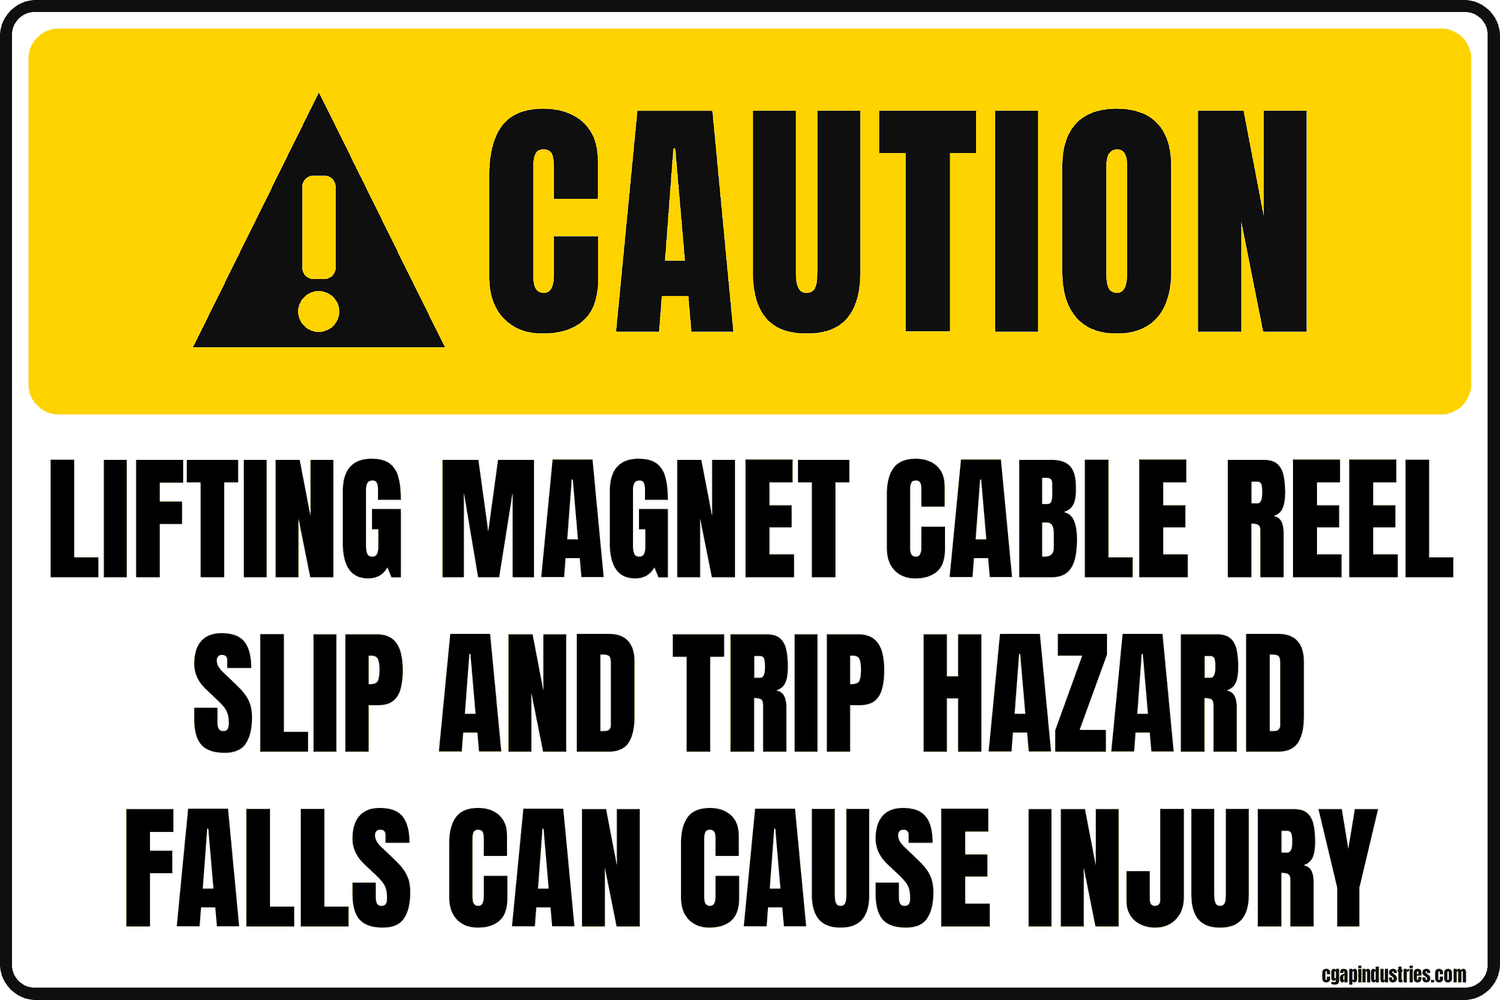 CAUTION
LIFTING MAGNET CABLE REEL
SLIP AND TRIP HAZARD
FALLS CAN CAUSE INJURY
cgapindustries.com